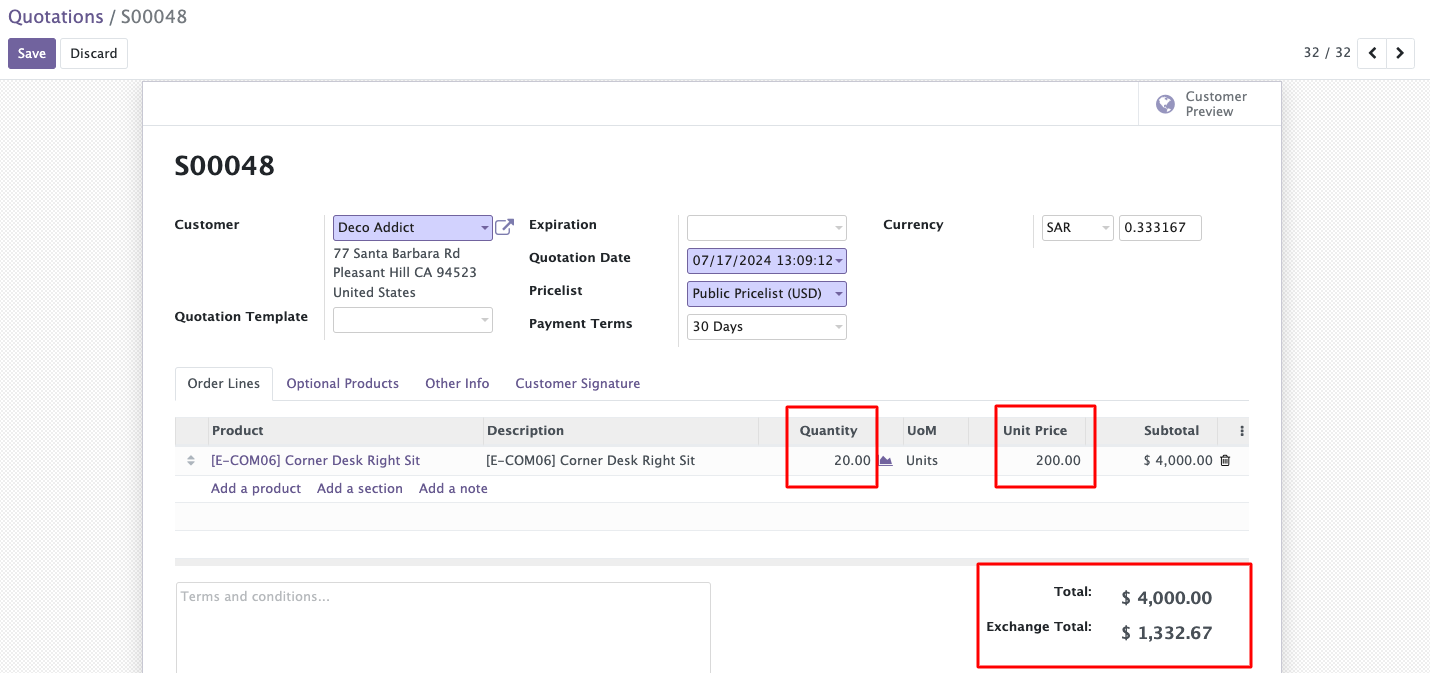 Quotations / S00048
Save Discard 32 / 32
Customer Preview
S00048
Customer Deco Addict
77 Santa Barbara Rd
Pleasant Hill CA 94523
United States
Quotation Template
Expiration
Quotation Date 07/17/2024 13:09:12
Pricelist Public Pricelist (USD)
Payment Terms 30 Days
Currency SAR 0.333167
Order Lines Optional Products Other Info Customer Signature
Product Description Quantity UoM Unit Price Subtotal
[E-COM06] Corner Desk Right Sit [E-COM06] Corner Desk Right Sit 20.00 Units 200.00 $ 4,000.00
Add a product Add a section Add a note
Terms and conditions...
Total: $ 4,000.00
Exchange Total: $ 1,332.67